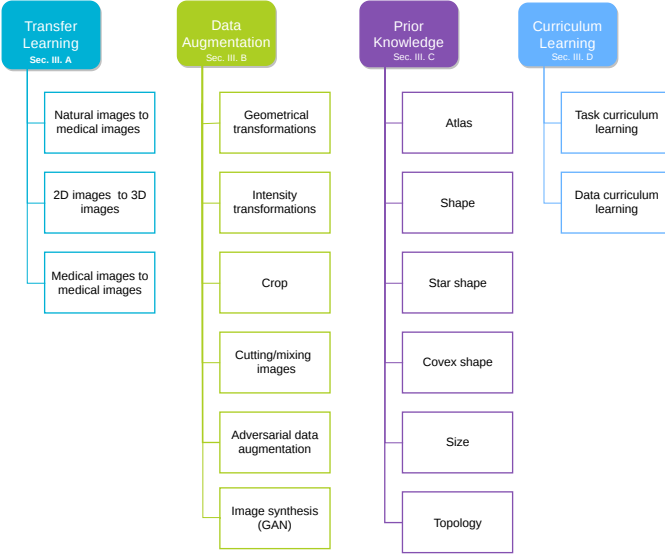 Transfer
Learning
Sec. III. A
Natural images to
medical images
2D images to 3D
images
Medical images to
medical images
Data
Augmentation
Sec. III. B
Geometrical
transformations
Intensity
transformations
Crop
Cutting/mixing
images
Adversarial data
augmentation
Image synthesis
(GAN)
Prior
Knowledge
Sec. III. C
Atlas
Shape
Star shape
Covex shape
Size
Topology
Curriculum
Learning
Sec. III. D
Task curriculum
learning
Data curriculum
learning